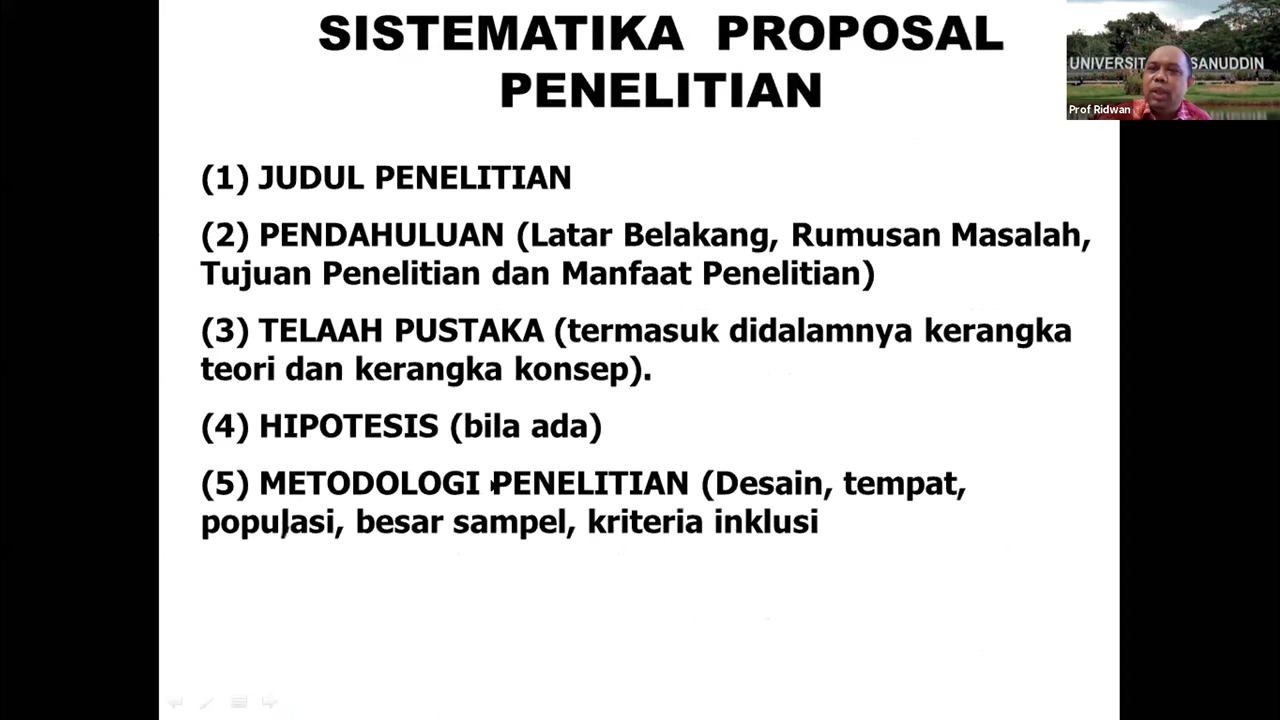 SISTEMATIKA PROPOSAL
PENELITIAN
UNIVERSIT SANUDDIN
Prof Ridwan
(1) JUDUL PENELITIAN
(2) PENDAHULUAN (Latar Belakang, Rumusan Masalah,
Tujuan Penelitian dan Manfaat Penelitian)
(3) TELAAH PUSTAKA (termasuk didalamnya kerangka
teori dan kerangka konsep).
(4) HIPOTESIS (bila ada)
(5) METODOLOGI PENELITIAN (Desain, tempat,
populasi, besar sampel, kriteria inklusi